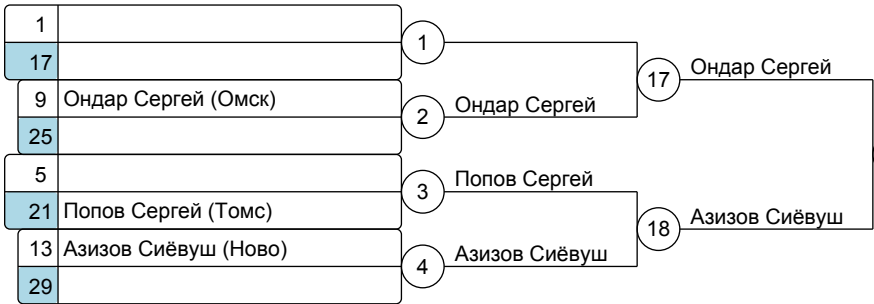 1
17
1
9 Ондар Сергей (Омск)
25
2
Ондар Сергей
17
Ондар Сергей
5
21 Попов Сергей (Томс)
3
Попов Сергей
13 Азизов Сиёвуш (Ново)
29
4
Азизов Сиёвуш
18
Азизов Сиёвуш